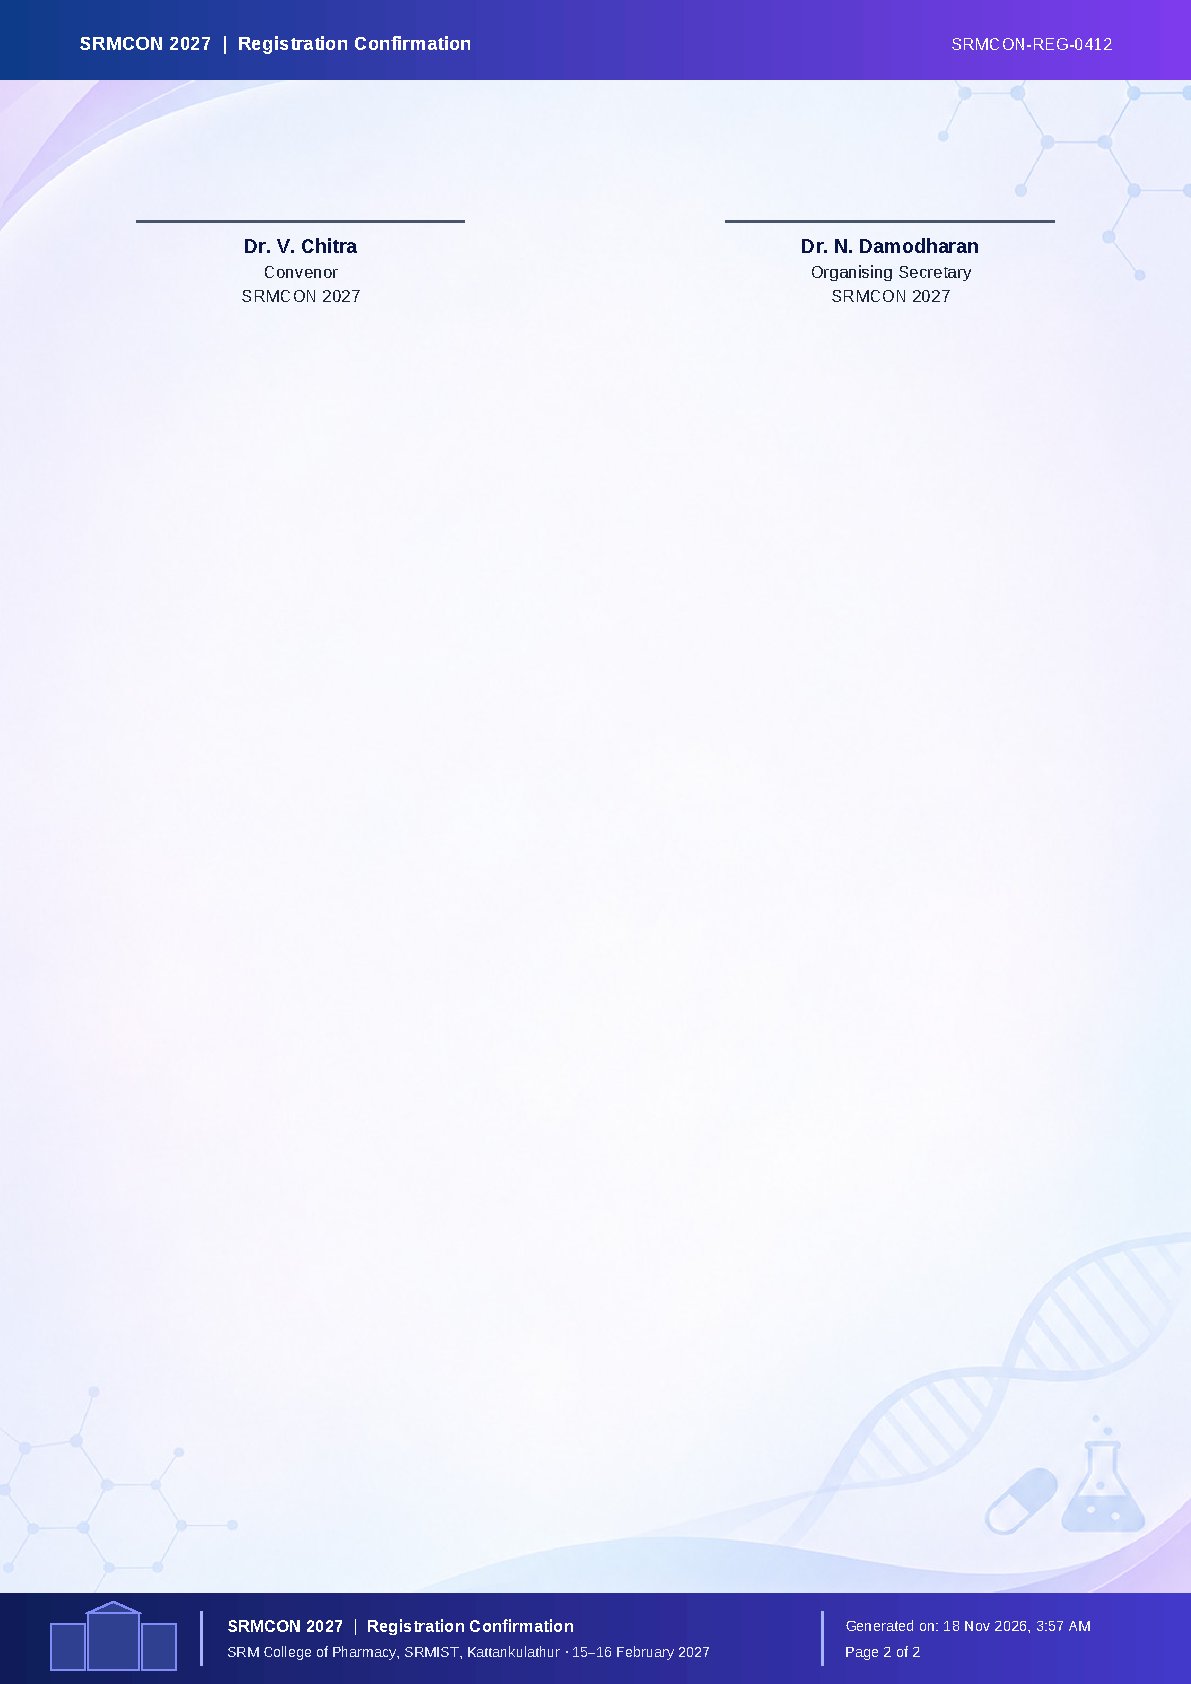 SRMCON 2027 | Registration Confirmation
SRMCON-REG-0412
Dr. V. Chitra
Convenor
SRMCON 2027
Dr. N. Damodharan
Organising Secretary
SRMCON 2027
SRMCON 2027 | Registration Confirmation
SRM College of Pharmacy, SRMIST, Kattankulathur · 15–16 February 2027
Generated on: 18 Nov 2026, 3:57 AM
Page 2 of 2